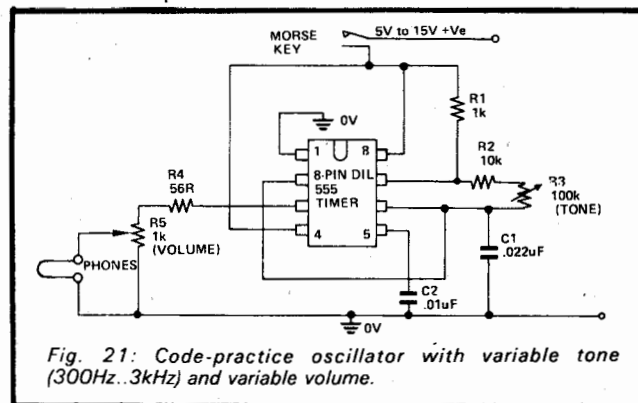 MORSE
KEY
5V to 15V +Ve
R1
1k
0V
R2
10k
1 8
R4
56R
8-PIN DIL
555
TIMER
R3
100k
(TONE)
R5
1k
(VOLUME)
4 5
C1
.022uF
PHONES
C2
.01uF
0V
Fig. 21: Code-practice oscillator with variable tone
(300Hz..3kHz) and variable volume.